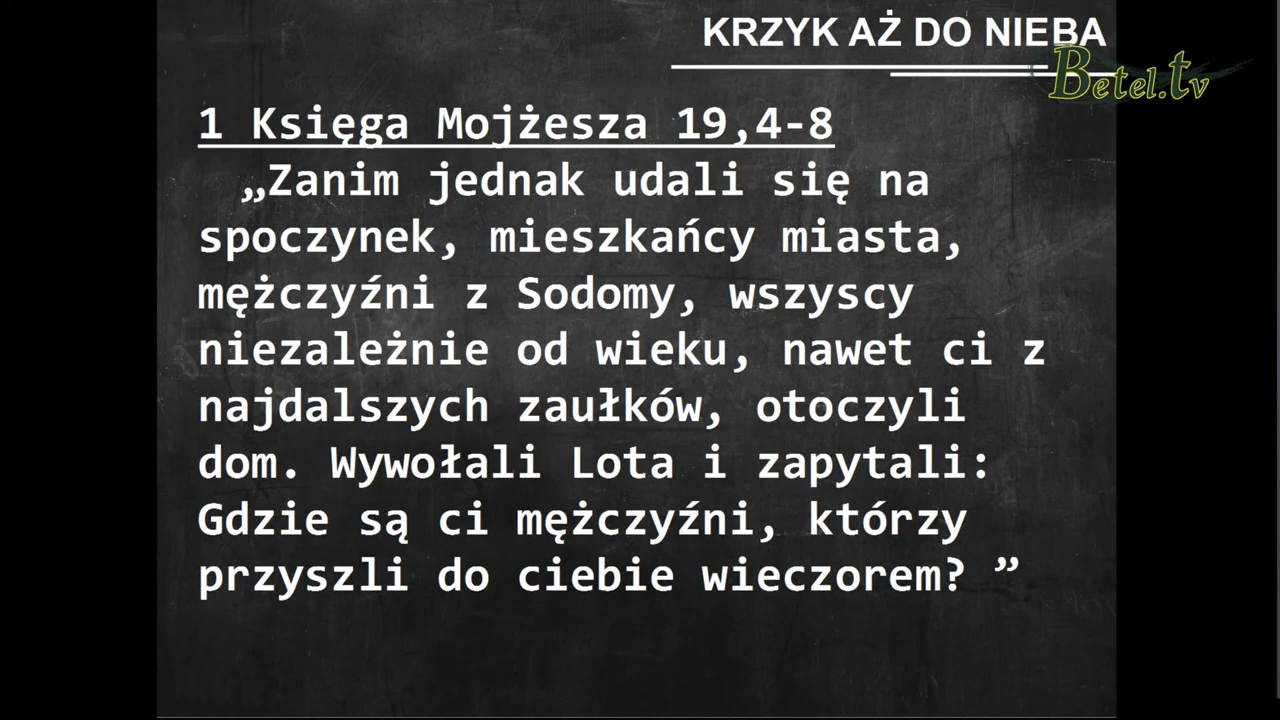 KRZYK AŻ DO NIEBA
Betel.tv
1 Księga Mojżesza 19,4-8
„Zanim jednak udali się na
spoczynek, mieszkańcy miasta,
mężczyźni z Sodomy, wszyscy
niezależnie od wieku, nawet ci z
najdalszych zaułków, otoczyli
dom. Wywołali Lota i zapytali:
Gdzie są ci mężczyźni, którzy
przyszli do ciebie wieczorem? ”